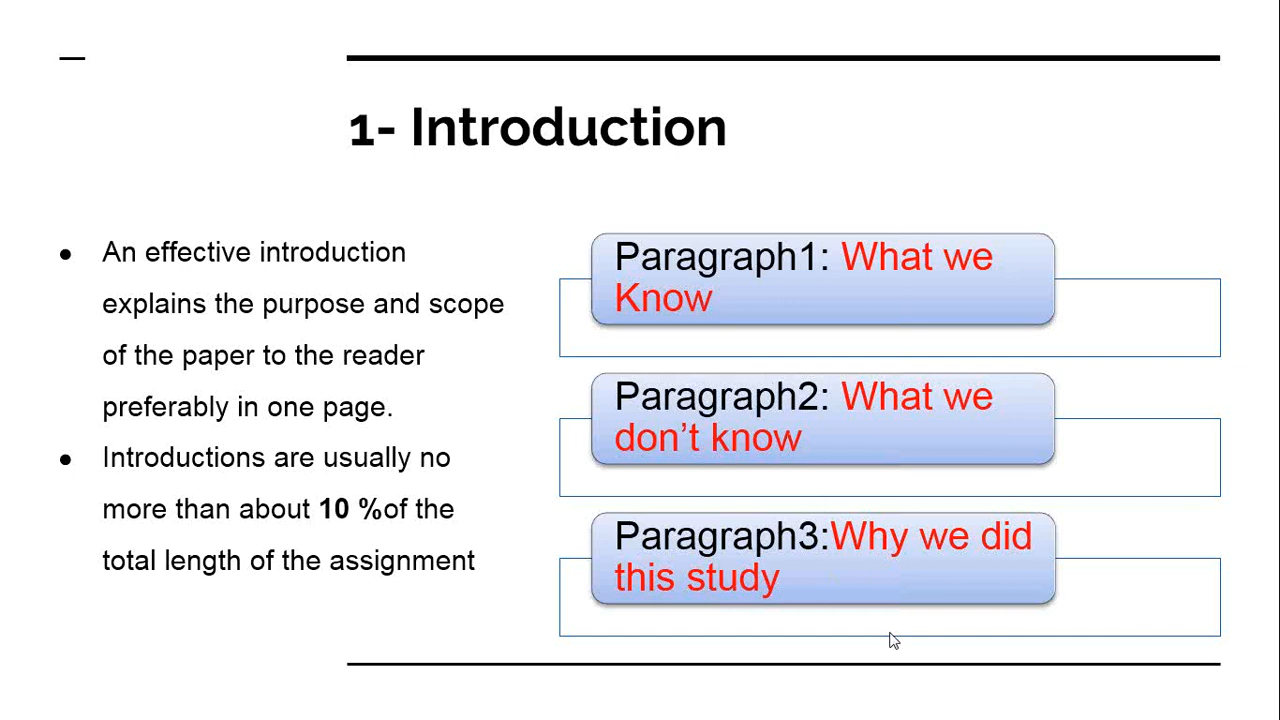 1- Introduction
● An effective introduction
explains the purpose and scope
of the paper to the reader
preferably in one page.
● Introductions are usually no
more than about 10 %of the
total length of the assignment
Paragraph1: What we
Know
Paragraph2: What we
don’t know
Paragraph3:Why we did
this study